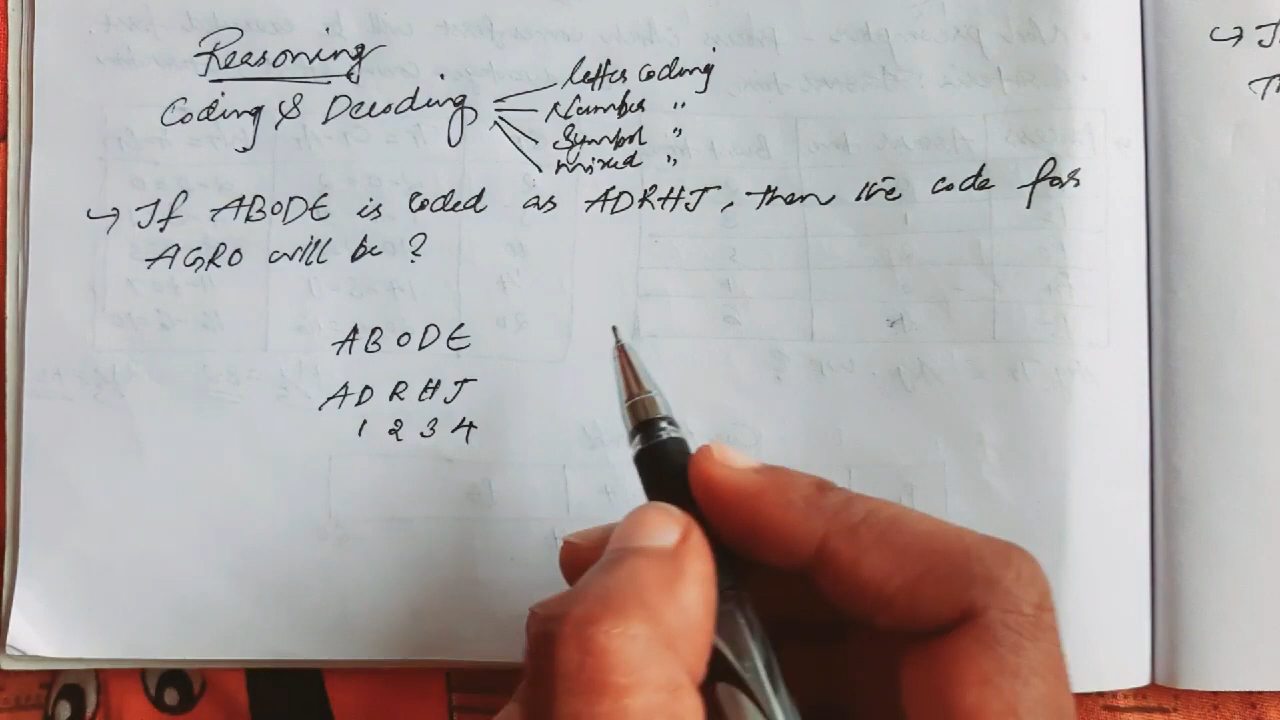 Reasoning
Coding & Decoding
letter coding
Number "
Symbol "
mixed "
→ If ABODE is coded as ADRHJ, then the code for
AGRO will be ?
ABODE
ADRHJ
1 2 3 4